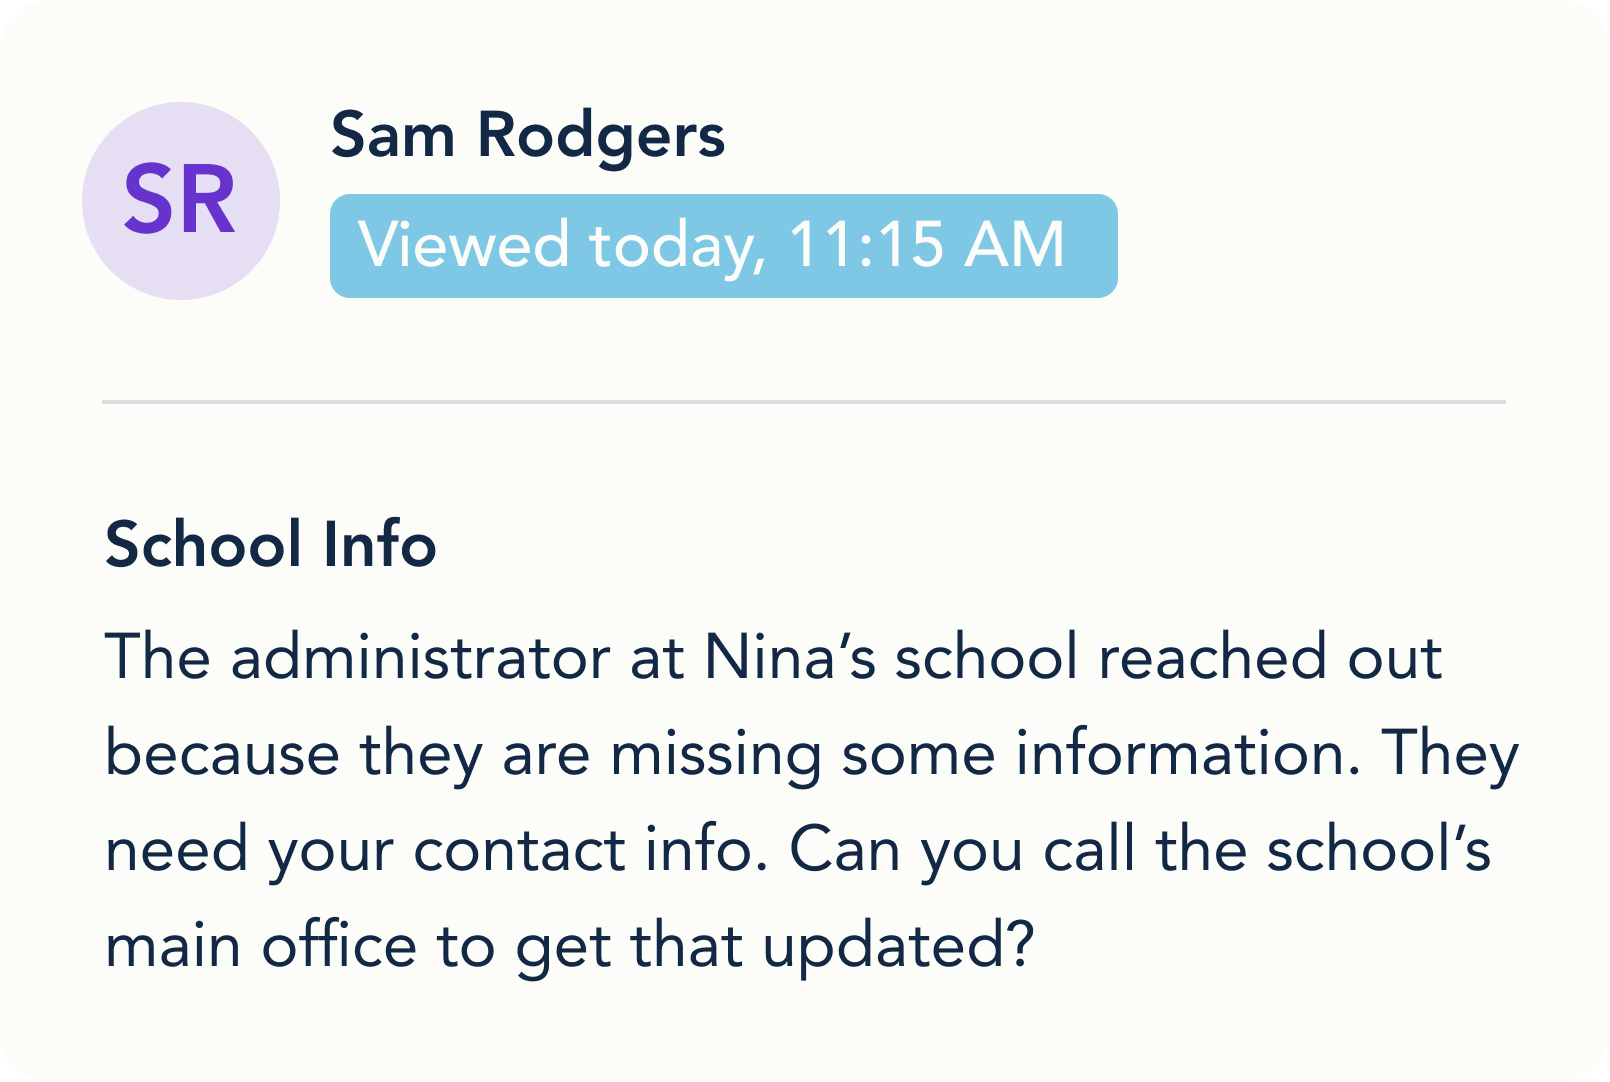 SR
Sam Rodgers
Viewed today, 11:15 AM
School Info
The administrator at Nina’s school reached out
because they are missing some information. They
need your contact info. Can you call the school’s
main office to get that updated?